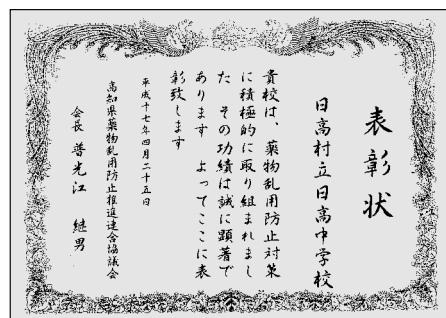 表彰状
日高村立日高中学校
貴校は、薬物乱用防止対策
に積極的に取り組まれまし
た その功績は誠に顕著で
あります よってここに表
彰致します
平成十七年四月二十五日
高知県薬物乱用防止推進連合協議会
会長 普光江 継男